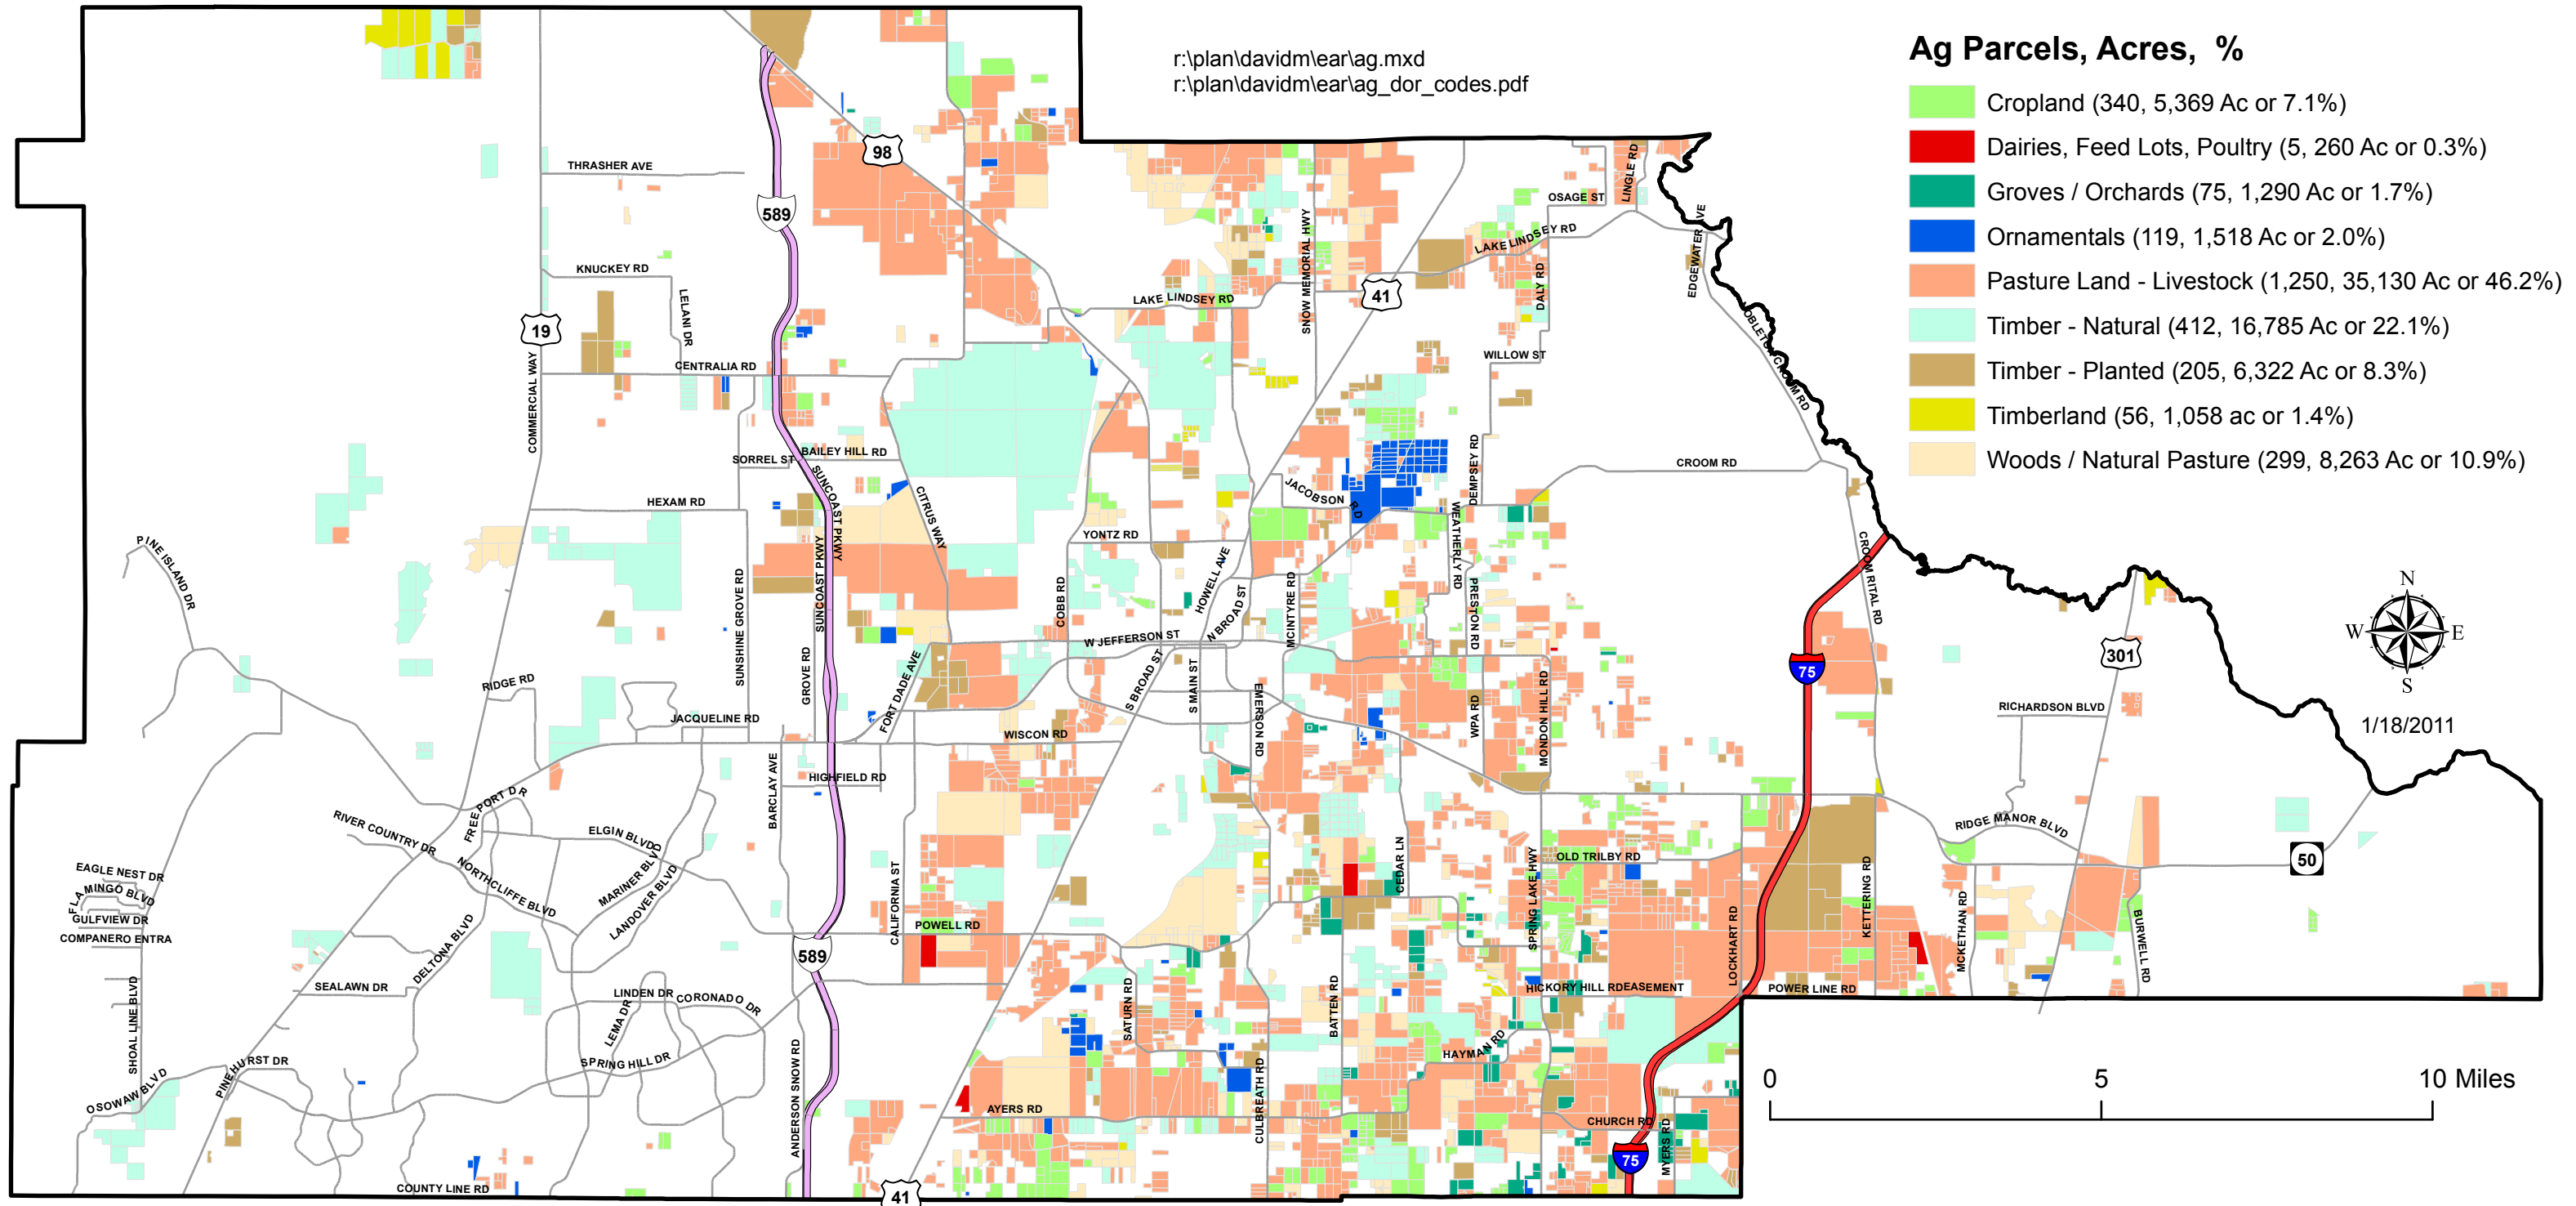 r:\plan\davidm\ear\ag.mxd
r:\plan\davidm\ear\ag_dor_codes.pdf
Ag Parcels, Acres, %
Cropland (340, 5,369 Ac or 7.1%)
Dairies, Feed Lots, Poultry (5, 260 Ac or 0.3%)
Groves / Orchards (75, 1,290 Ac or 1.7%)
Ornamentals (119, 1,518 Ac or 2.0%)
Pasture Land - Livestock (1,250, 35,130 Ac or 46.2%)
Timber - Natural (412, 16,785 Ac or 22.1%)
Timber - Planted (205, 6,322 Ac or 8.3%)
Timberland (56, 1,058 ac or 1.4%)
Woods / Natural Pasture (299, 8,263 Ac or 10.9%)
98
THRASHER AVE
589
LINGLE RD
OSAGE ST
LAKE LINDSEY RD
EDGEWATER AVE
SNOW MEMORIAL HWY
KNUCKEY RD
LELANI DR
DALY RD
41
LAKE LINDSEY RD
19
NOBLETON CROOM RD
WILLOW ST
CENTRALIA RD
COMMERCIAL WAY
BAILEY HILL RD
SORREL ST
SUNCOAST PKWY
CITRUS WAY
CROOM RD
DEMPSEY RD
JACOBSON RD
HEXAM RD
WEATHERLY RD
YONTZ RD
PINE ISLAND DR
SUNCOAST PKWY
CROOM RITAL RD
HOWELL AVE
N BROAD ST
MCINTYRE RD
PRESTON RD
COBB RD
SUNSHINE GROVE RD
W JEFFERSON ST
N
W
E
S
301
75
GROVE RD
FORT DADE AVE
S BROAD ST
S MAIN ST
EMERSON RD
WPA RD
MONDON HILL RD
RIDGE RD
RICHARDSON BLVD
JACQUELINE RD
1/18/2011
WISCON RD
HIGHFIELD RD
BARCLAY AVE
FREEPORT DR
RIVER COUNTRY DR
ELGIN BLVD
RIDGE MANOR BLVD
MARINER BLVD
LANDOVER BLVD
NORTHCLIFFE BLVD
OLD TRILBY RD
50
EAGLE NEST DR
FLAMINGO BLVD
GULFVIEW DR
COMPANERO ENTRA
CALIFORNIA ST
CEDAR LN
SPRING LAKE HWY
LOCKHART RD
KETTERING RD
MCKETHAN RD
BURWELL RD
POWELL RD
589
DELTONA BLVD
SHOAL LINE BLVD
SEALAWN DR
LINDEN DR
CORONADO DR
LEMA DR
SATURN RD
BATTEN RD
HICKORY HILL RD
EASEMENT
POWER LINE RD
HAYMAN RD
SPRING HILL DR
PINEHURST DR
OSOWAW BLVD
ANDERSON SNOW RD
CULBREATH RD
AYERS RD
CHURCH RD
MYERS RD
0
5
10 Miles
75
COUNTY LINE RD
41